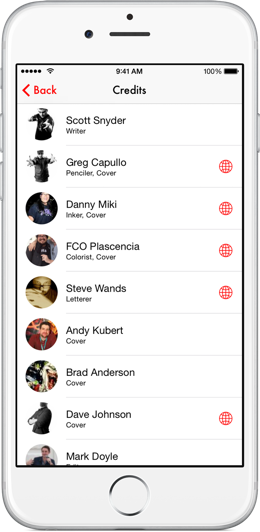 9:41 AM
100%
Back
Credits
Scott Snyder
Writer
Greg Capullo
Penciler, Cover
Danny Miki
Inker, Cover
FCO Plascencia
Colorist, Cover
Steve Wands
Letterer
Andy Kubert
Cover
Brad Anderson
Cover
Dave Johnson
Cover
Mark Doyle